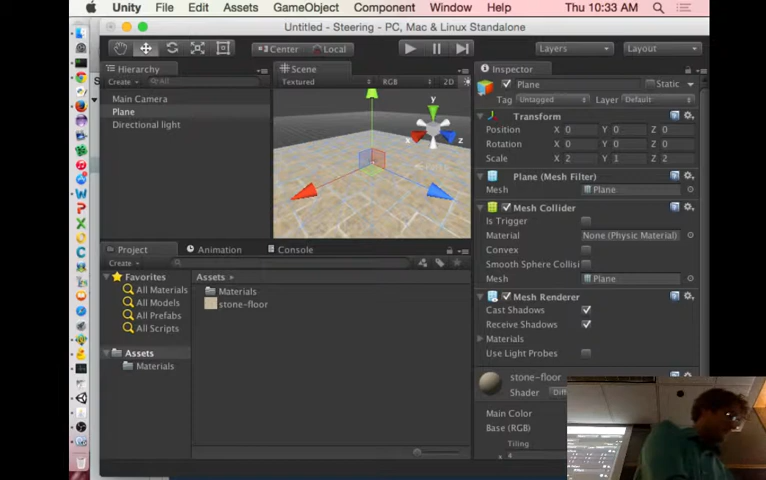 Unity File Edit Assets GameObject Component Window Help Thu 10:33 AM
Untitled - Steering - PC, Mac & Linux Standalone
Center Local Layers Layout
Hierarchy
Create All
Main Camera
Plane
Directional light
Scene
Textured RGB 2D
y
x z
Inspector
Plane Static
Tag Untagged Layer Default
Transform
Position X 0 Y 0 Z 0
Rotation X 0 Y 0 Z 0
Scale X 2 Y 1 Z 2
Plane (Mesh Filter)
Mesh Plane
Mesh Collider
Is Trigger
Material None (Physic Material)
Convex
Smooth Sphere Collisi
Mesh Plane
Mesh Renderer
Cast Shadows
Receive Shadows
Materials
Use Light Probes
stone-floor
Shader Dif
Main Color
Base (RGB)
Tiling
Project Animation Console
Create
Favorites
All Materials
All Models
All Prefabs
All Scripts
Assets
Materials
Assets
Materials
stone-floor